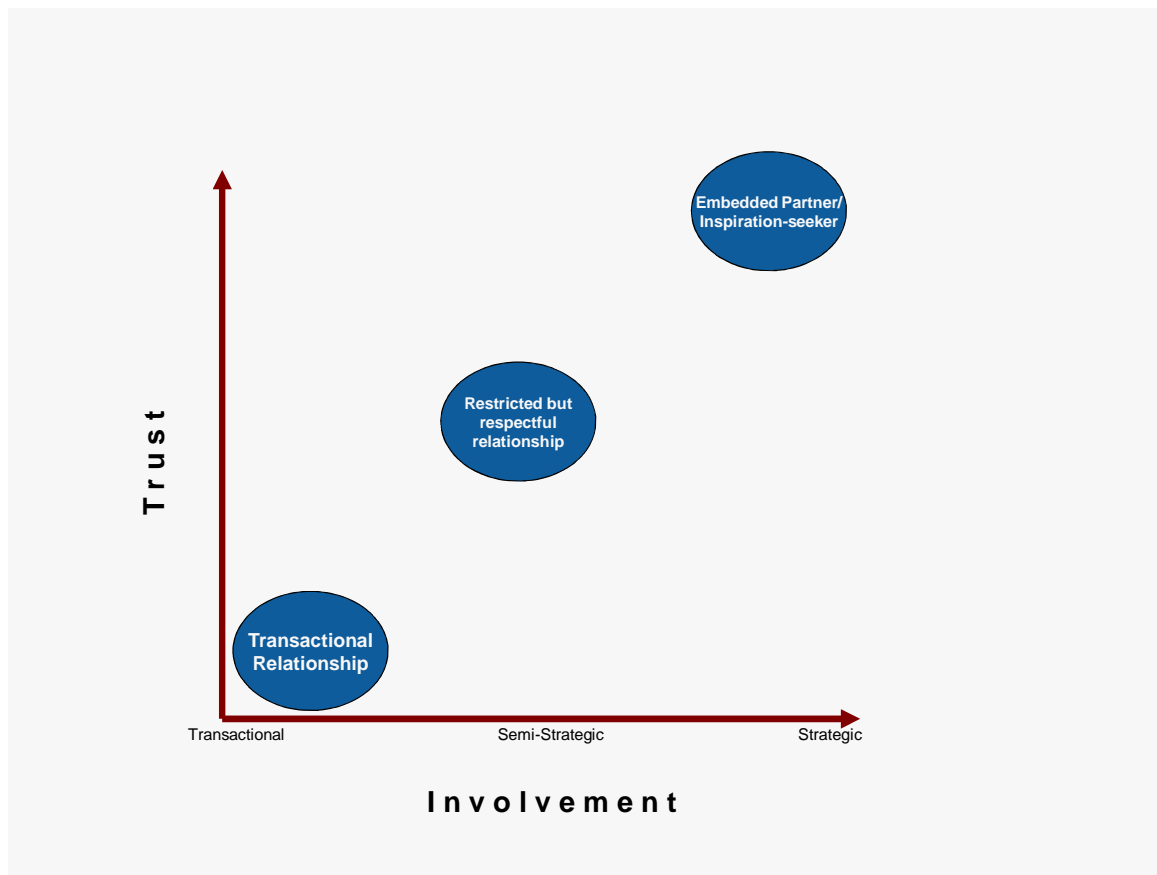 Embedded Partner/
Inspiration-seeker
Restricted but
respectful
relationship
Trust
Transactional
Relationship
Transactional
Semi-Strategic
Strategic
Involvement